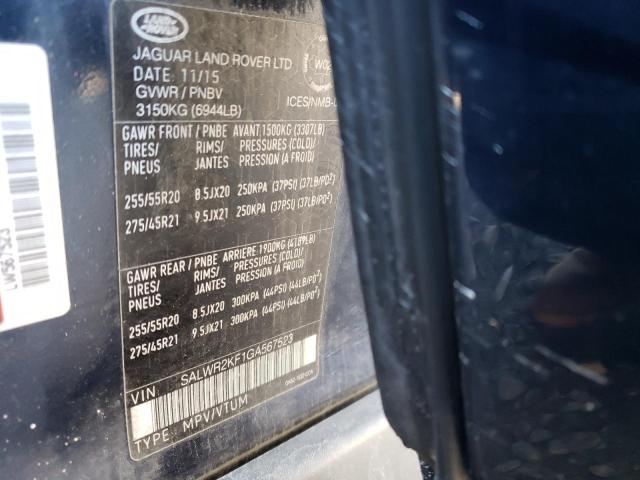 LAND
ROVER
JAGUAR LAND ROVER LTD
DATE 11/15
GVWR / PNBV
3150KG (6944LB)
ICES/NMB-
GAWR FRONT / PNBE AVANT 1500KG (3307LB)
TIRES/ RIMS/ PRESSURES (COLD)/
PNEUS JANTES PRESSION (A FROID)
255/55R20 8.5JX20 250KPA (37PSI) (37LB/PO²)
275/45R21 9.5JX21 250KPA (37PSI) (37LB/PO²)
GAWR REAR / PNBE ARRIERE 1900KG (4189LB)
TIRES/ RIMS/ PRESSURES (COLD)/
PNEUS JANTES PRESSION (A FROID)
255/55R20 8.5JX20 300KPA (44PSI) (44LB/PO²)
275/45R21 9.5JX21 300KPA (44PSI) (44LB/PO²)
VIN: SALWR2KF1GA567523
TYPE: MPV/VTUM